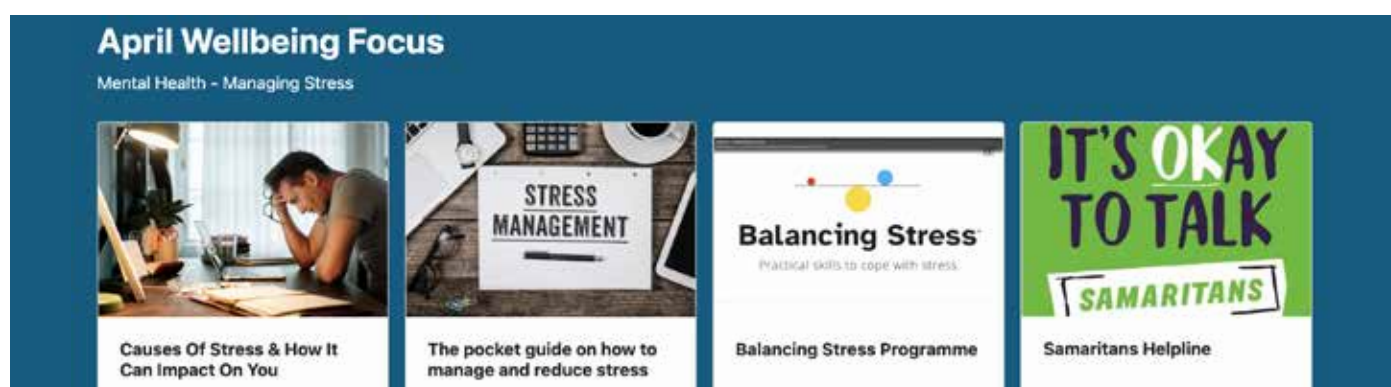 April Wellbeing Focus
Mental Health - Managing Stress
STRESS
MANAGEMENT
Balancing Stress
Practical skills to cope with stress.
IT'S OKAY
TO TALK
SAMARITANS
Causes Of Stress & How It
Can Impact On You
The pocket guide on how to
manage and reduce stress
Balancing Stress Programme
Samaritans Helpline